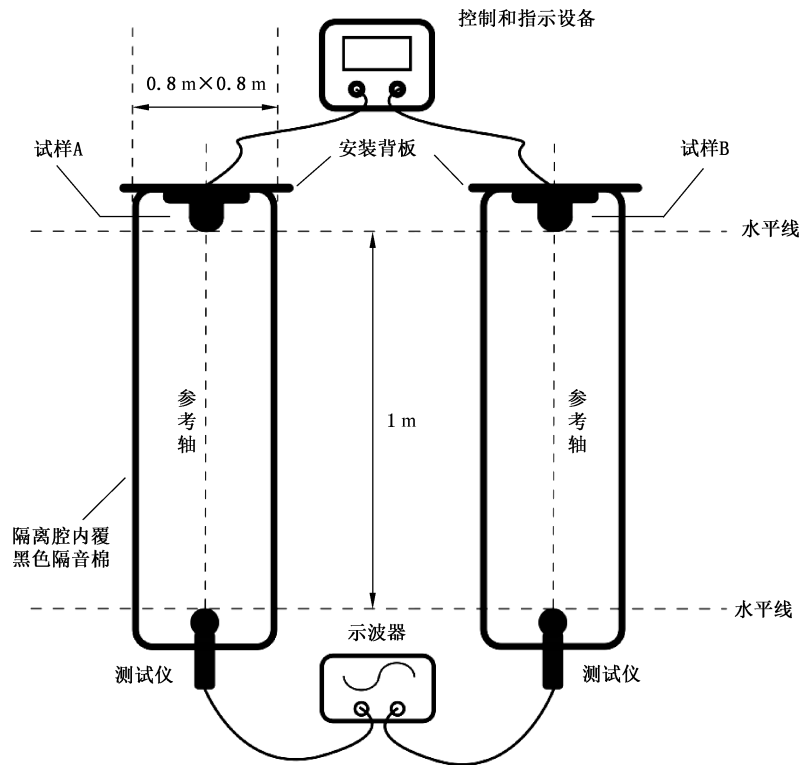 控制和指示设备
0.8 m×0.8 m
试样A
安装背板
试样B
水平线
参考轴
参考轴
1 m
隔离腔内覆
黑色隔音棉
水平线
示波器
测试仪
测试仪